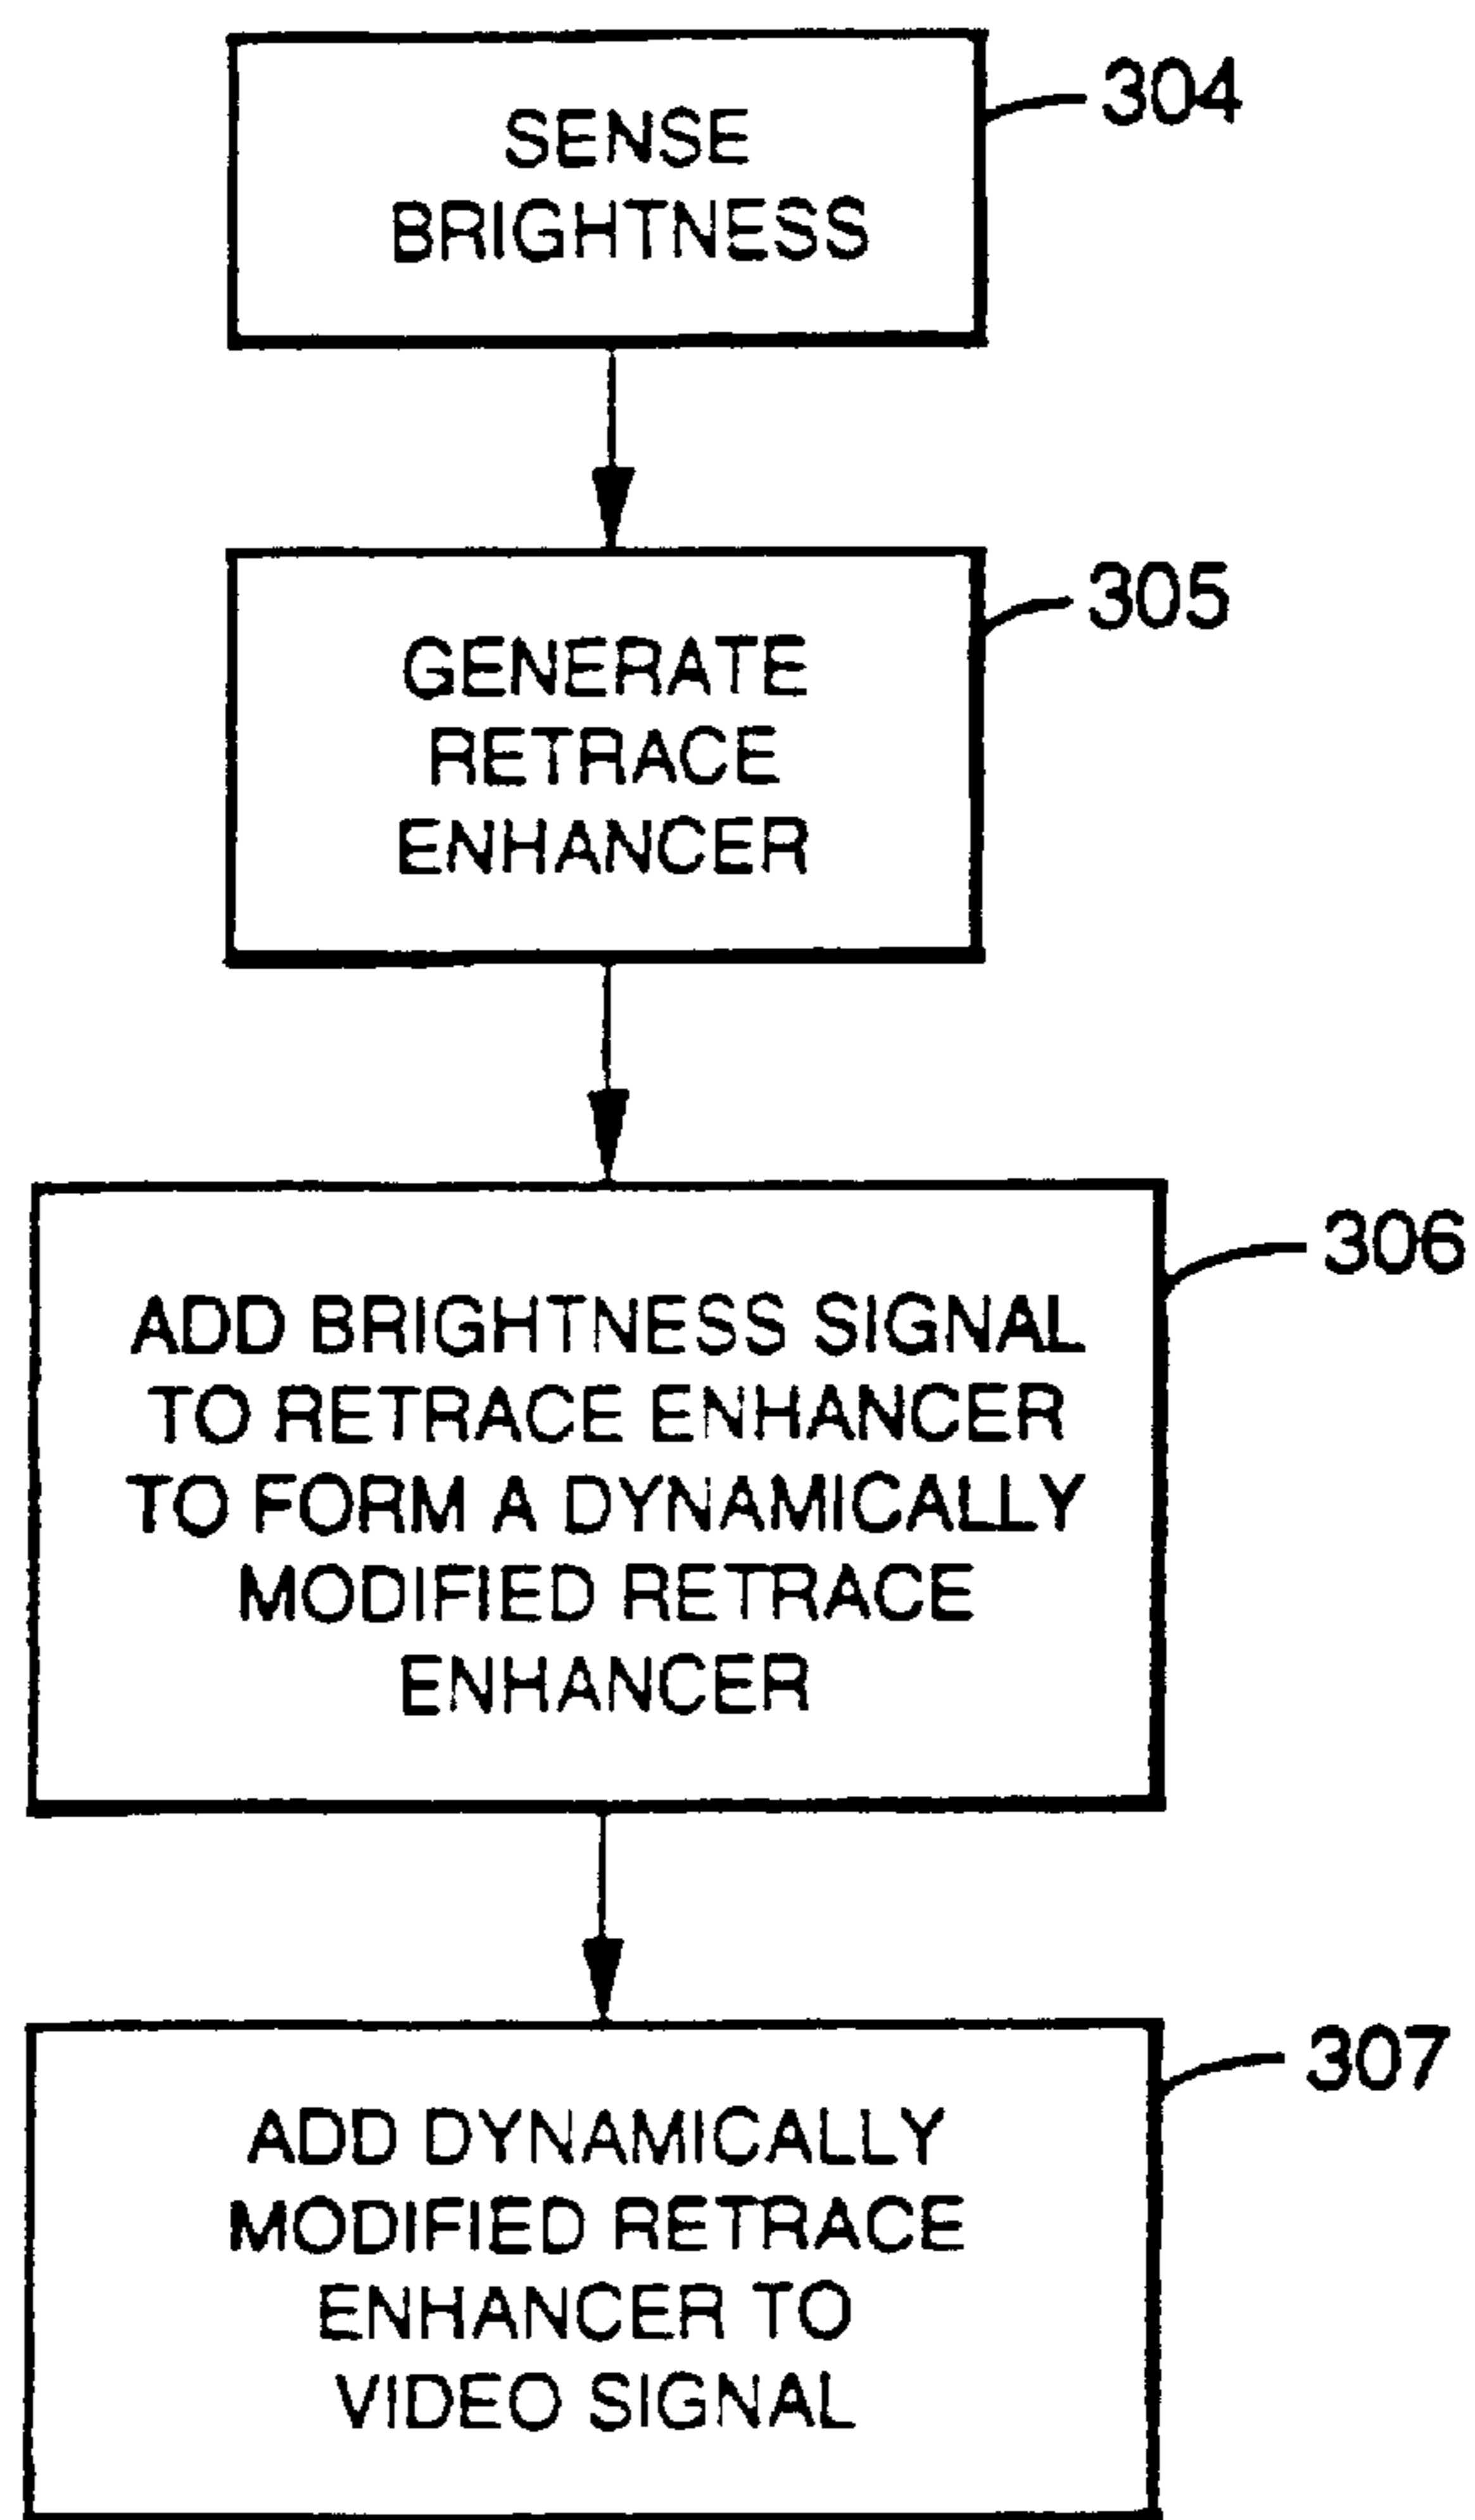 304
SENSE
BRIGHTNESS
305
GENERATE
RETRACE
ENHANCER
306
ADD BRIGHTNESS SIGNAL
TO RETRACE ENHANCER
TO FORM A DYNAMICALLY
MODIFIED RETRACE
ENHANCER
307
ADD DYNAMICALLY
MODIFIED RETRACE
ENHANCER TO
VIDEO SIGNAL